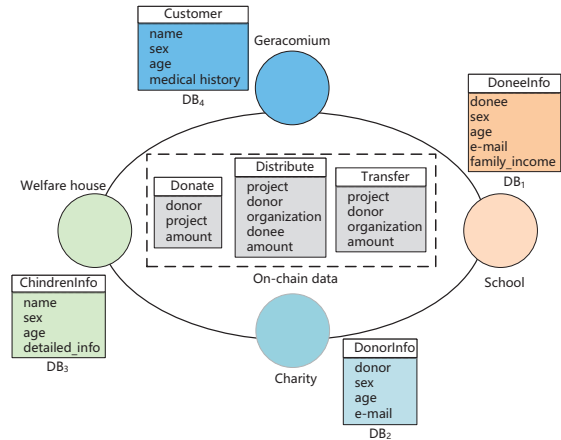 Customer
name
sex
age
medical history
DB4
Geracomium
DoneeInfo
donee
sex
age
e-mail
family_income
DB1
Welfare house
Donate
donor
project
amount
Distribute
project
donor
organization
donee
amount
Transfer
project
donor
organization
amount
On-chain data
School
ChindrenInfo
name
sex
age
detailed_info
DB3
Charity
DonorInfo
donor
sex
age
e-mail
DB2